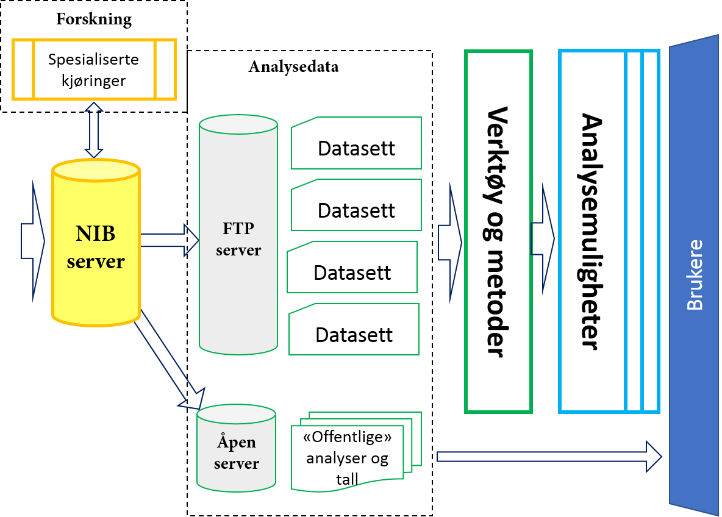 Forskning
Spesialiserte
kjøringer
Analysedata
NIB
server
FTP
server
Datasett
Datasett
Datasett
Datasett
Åpen
server
«Offentlige»
analyser og
tall
Verktøy og metoder
Analysemuligheter
Brukere